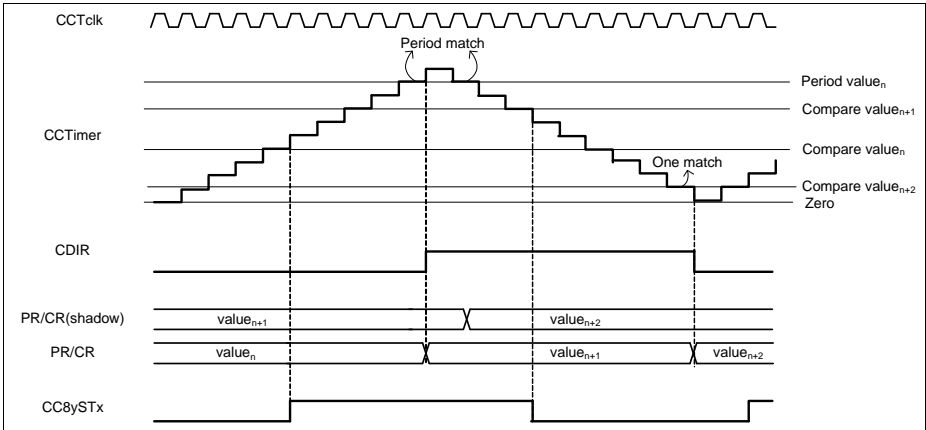 CCTclk
Period match
Period valueₙ
Compare valueₙ₊₁
CCTimer
Compare valueₙ
One match
Compare valueₙ₊₂
Zero
CDIR
PR/CR(shadow) valueₙ₊₁ valueₙ₊₂
PR/CR valueₙ valueₙ₊₁ valueₙ₊₂
CC8ySTx